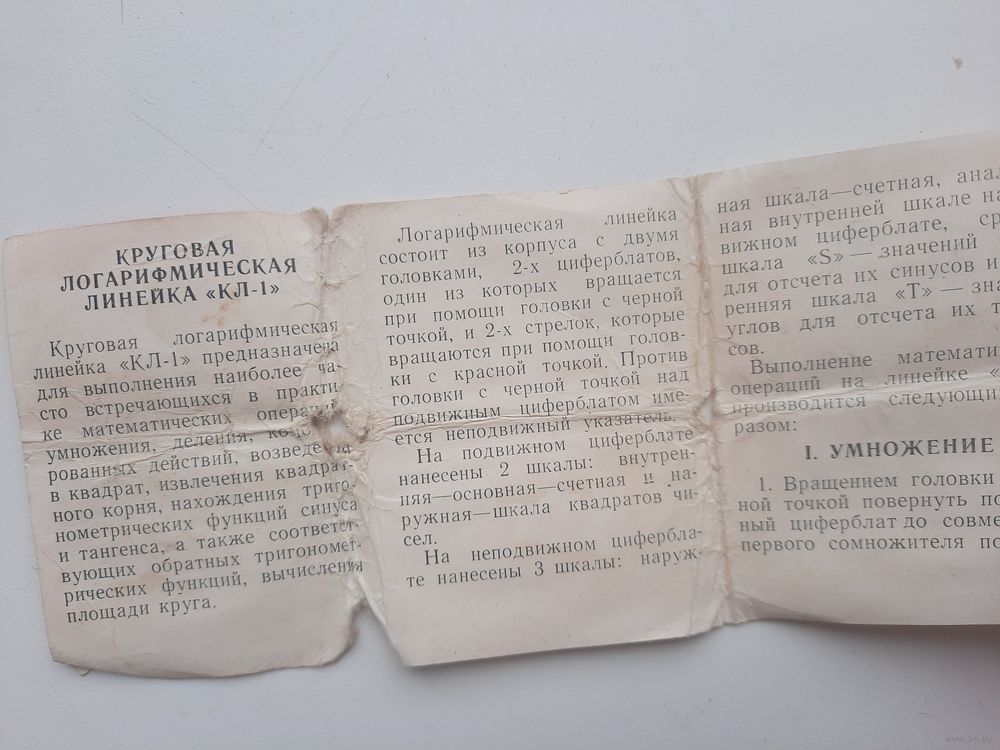 КРУГОВАЯ
ЛОГАРИФМИЧЕСКАЯ
ЛИНЕЙКА «КЛ-1»
Круговая логарифмическая
линейка «КЛ-1» предназначена
для выполнения наиболее ча-
сто встречающихся в практи-
ке математических операций
умножения, деления,
рованных действий,
в квадрат, извлечения квадрат-
ного корня, нахождения триго-
нометрических функций синуса
и тангенса, а также соответст-
вующих обратных тригономет-
рических функций, вычисления
площади круга.
Логарифмическая линейка
состоит из корпуса с двумя
головками, 2-х циферблатов,
один из которых вращается
при помощи головки с черной
точкой, и 2-х стрелок, которые
вращаются при помощи голов-
ки с красной точкой. Против
головки с черной точкой над
подвижным циферблатом име-
ется неподвижный указатель.
На подвижном циферблате
нанесены 2 шкалы: внутрен-
няя—основная—счетная и на-
ружная—шкала квадратов чи-
сел.
На неподвижном цифербла-
те нанесены 3 шкалы: наруж-
ная шкала—счетная, анал
ная внутренней шкале на
вижном циферблате, ср
шкала «S» — значений
для отсчета их синусов и
ренняя шкала «Т» — зна
углов для отсчета их т
сов.
Выполнение математи
операций на линейке «
производится следующи
разом:
I. УМНОЖЕНИЕ
1. Вращением головки
ной точкой повернуть по
ный циферблат до совме
первого сомножителя по
www.ay.by